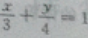 x/3 + y/4 = 1